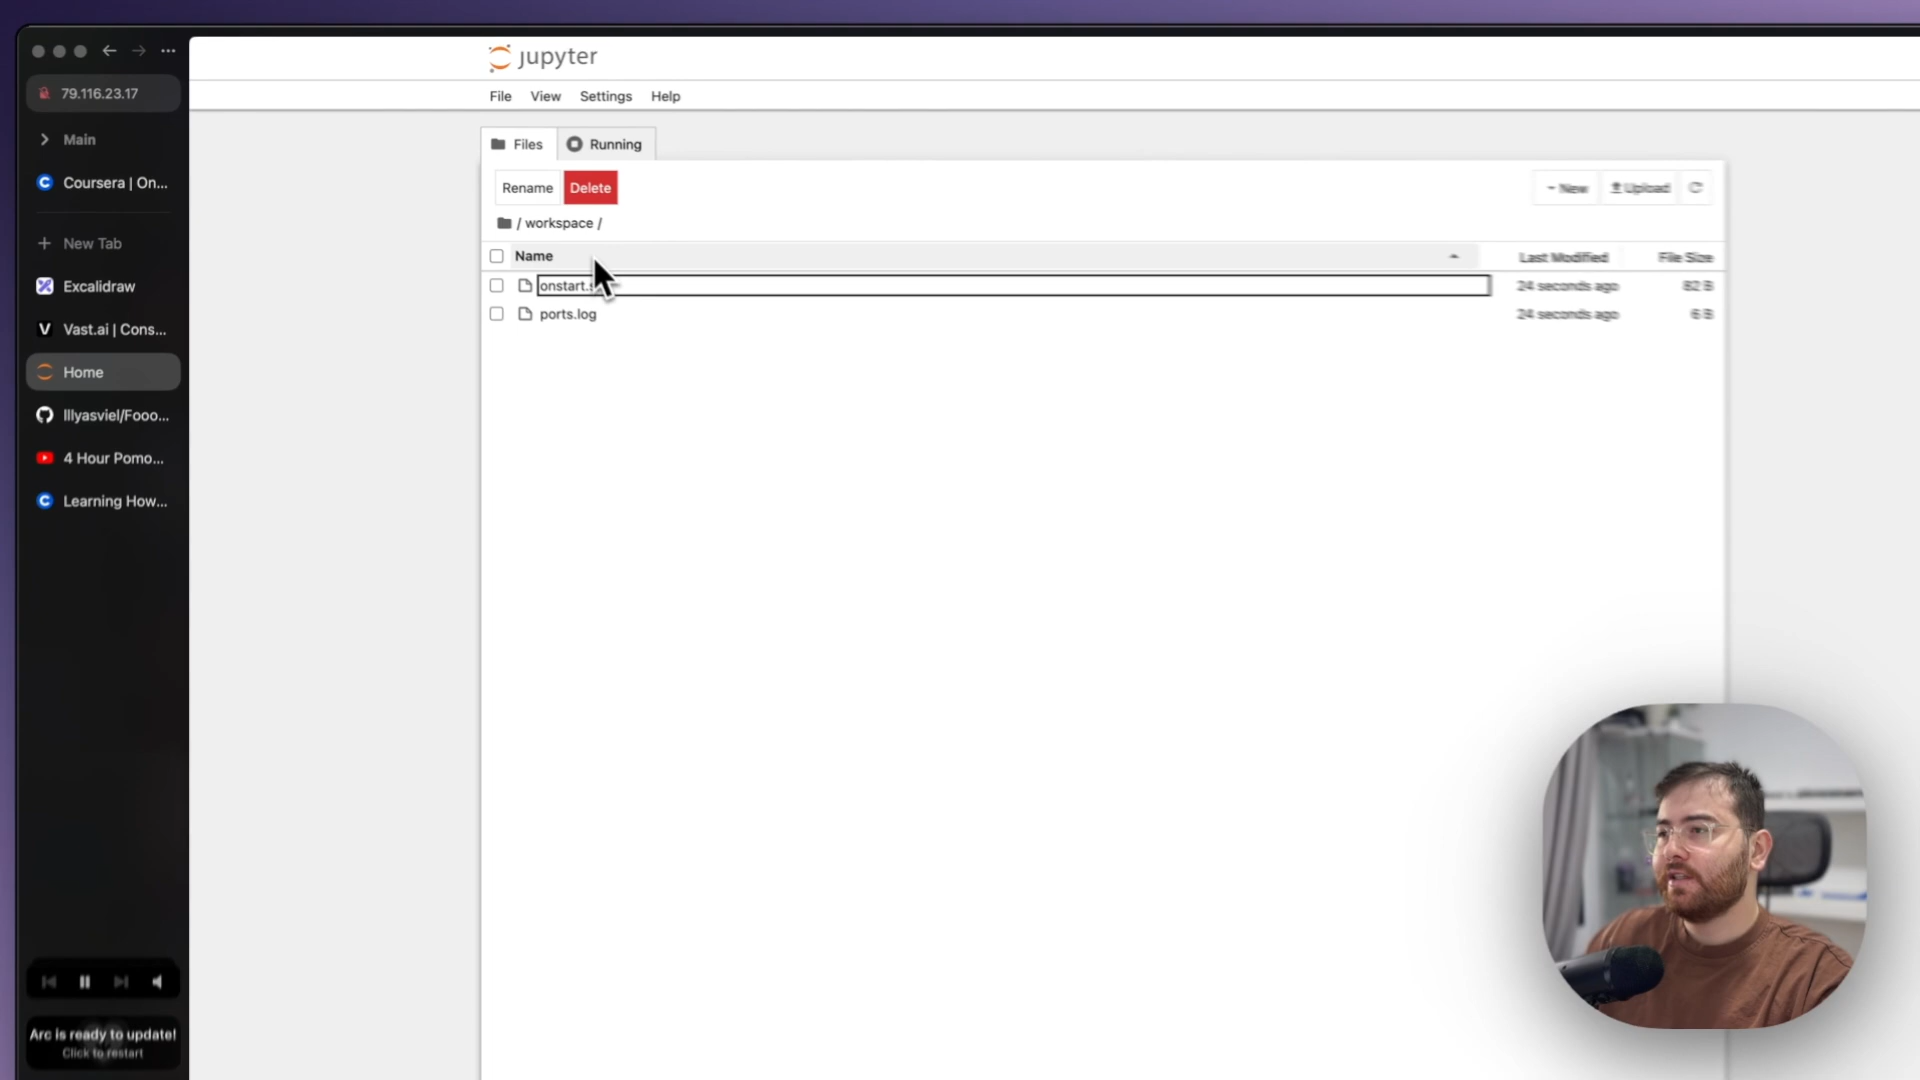 jupyter
79.116.23.17
File View Settings Help
Main
Files Running
Coursera | On...
Rename Delete
New Upload
/ workspace /
New Tab
Name Last Modified File Size
Excalidraw
onstart. 24 seconds ago 82 B
ports.log 24 seconds ago 6 B
V Vast.ai | Cons...
Home
lllyasviel/Fooo...
4 Hour Pomo...
C Learning How...
Arc is ready to update!
Click to restart